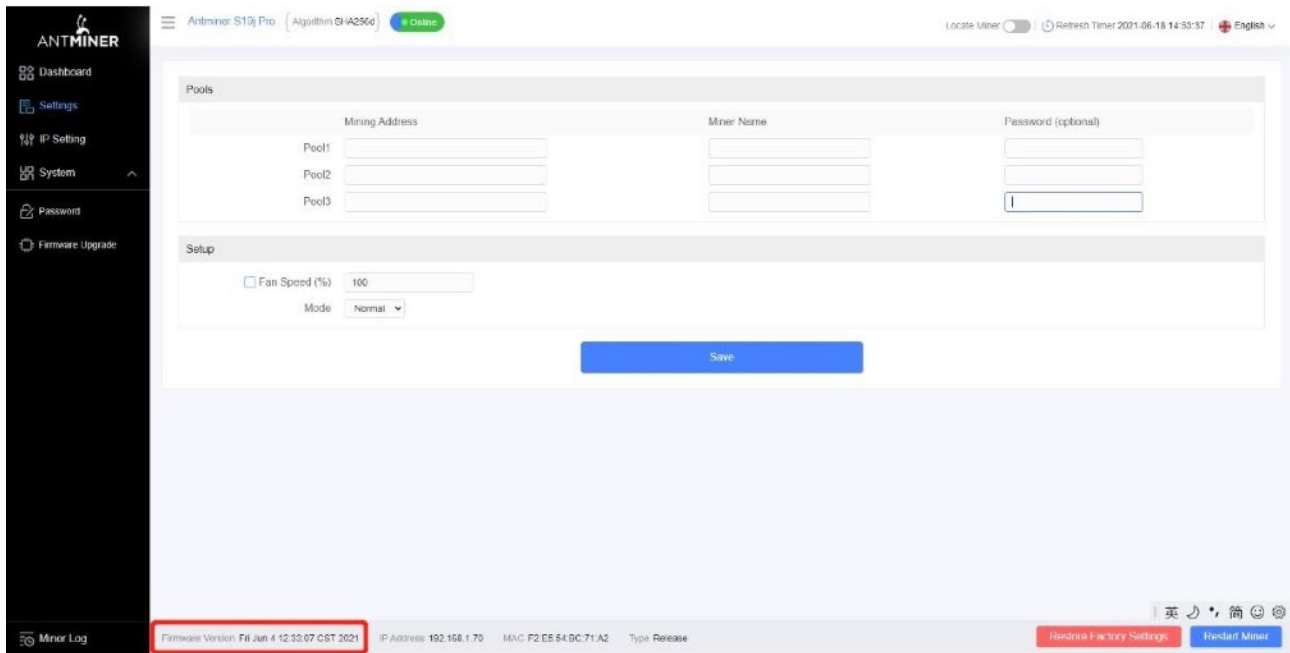 ANTMINER
Antminer S19j Pro Algorithm SHA256d Online
Locate Miner Refresh Timer 2021-06-18 14:53:37 English
Dashboard
Settings
IP Setting
System
Password
Firmware Upgrade
Pools
Mining Address Miner Name Password (optional)
Pool1
Pool2
Pool3
Setup
Fan Speed (%) 100
Mode Normal
Save
英 簡
Miner Log
Firmware Version Fri Jun 4 12:33:07 CST 2021 IP Address 192.168.1.70 MAC F2:E5:54:BC:71:A2 Type Release
Restore Factory Settings Restart Miner